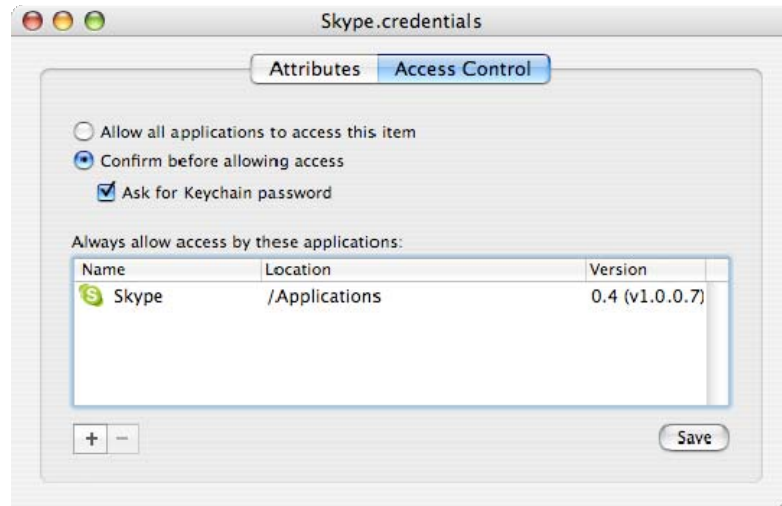 Skype.credentials
Attributes Access Control
Allow all applications to access this item
Confirm before allowing access
Ask for Keychain password
Always allow access by these applications:
Name Location Version
Skype /Applications 0.4 (v1.0.0.7)
+ −
Save